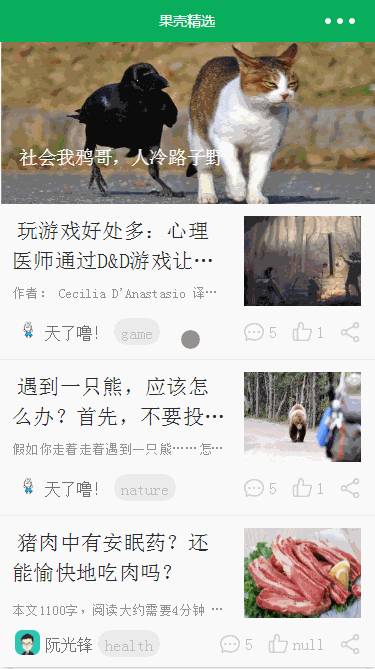 果壳精选
社会我鸦哥，人冷路子野
玩游戏好处多：心理
医师通过D&D游戏让…
作者： Cecilia D'Anastasio 译…
天了噜! game 5 1
遇到一只熊，应该怎
么办？首先，不要投…
假如你走着走着遇到一只熊……怎…
天了噜! nature 5 1
猪肉中有安眠药？还
能愉快地吃肉吗？
本文1100字，阅读大约需要4分钟 …
阮光锋 health 5 null